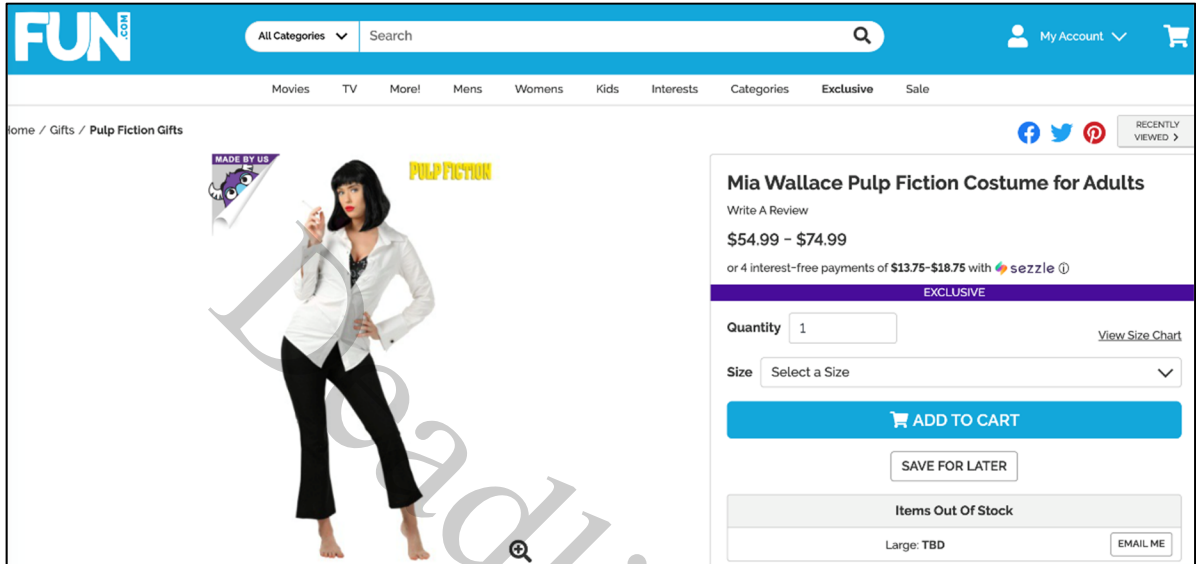 FUN.COM
All Categories
Search
My Account
Movies TV More! Mens Womens Kids Interests Categories Exclusive Sale
Home / Gifts / Pulp Fiction Gifts
RECENTLY
VIEWED >
MADE BY US
PULP FICTION
Mia Wallace Pulp Fiction Costume for Adults
Write A Review
$54.99 - $74.99
or 4 interest-free payments of $13.75-$18.75 with sezzle ⓘ
EXCLUSIVE
Quantity 1
View Size Chart
Size Select a Size
ADD TO CART
SAVE FOR LATER
Items Out Of Stock
Large: TBD
EMAIL ME